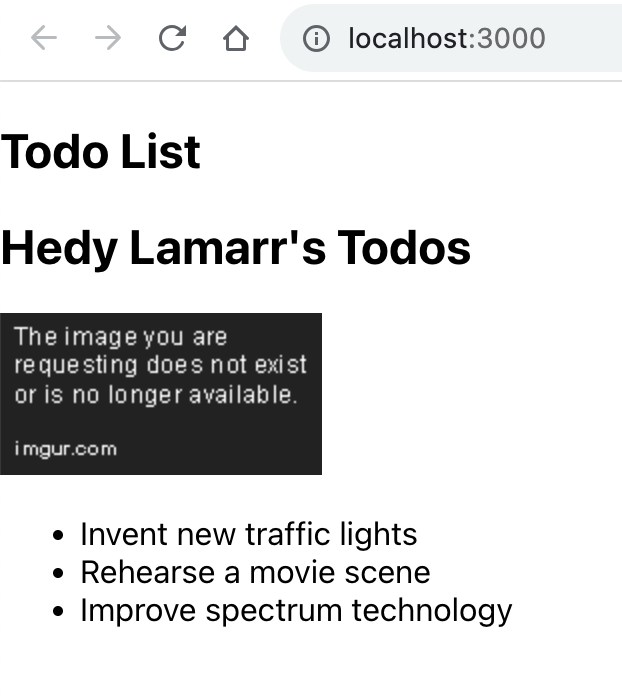 localhost:3000
Todo List
Hedy Lamarr's Todos
The image you are
requesting does not exist
or is no longer available.
imgur.com
Invent new traffic lights
Rehearse a movie scene
Improve spectrum technology